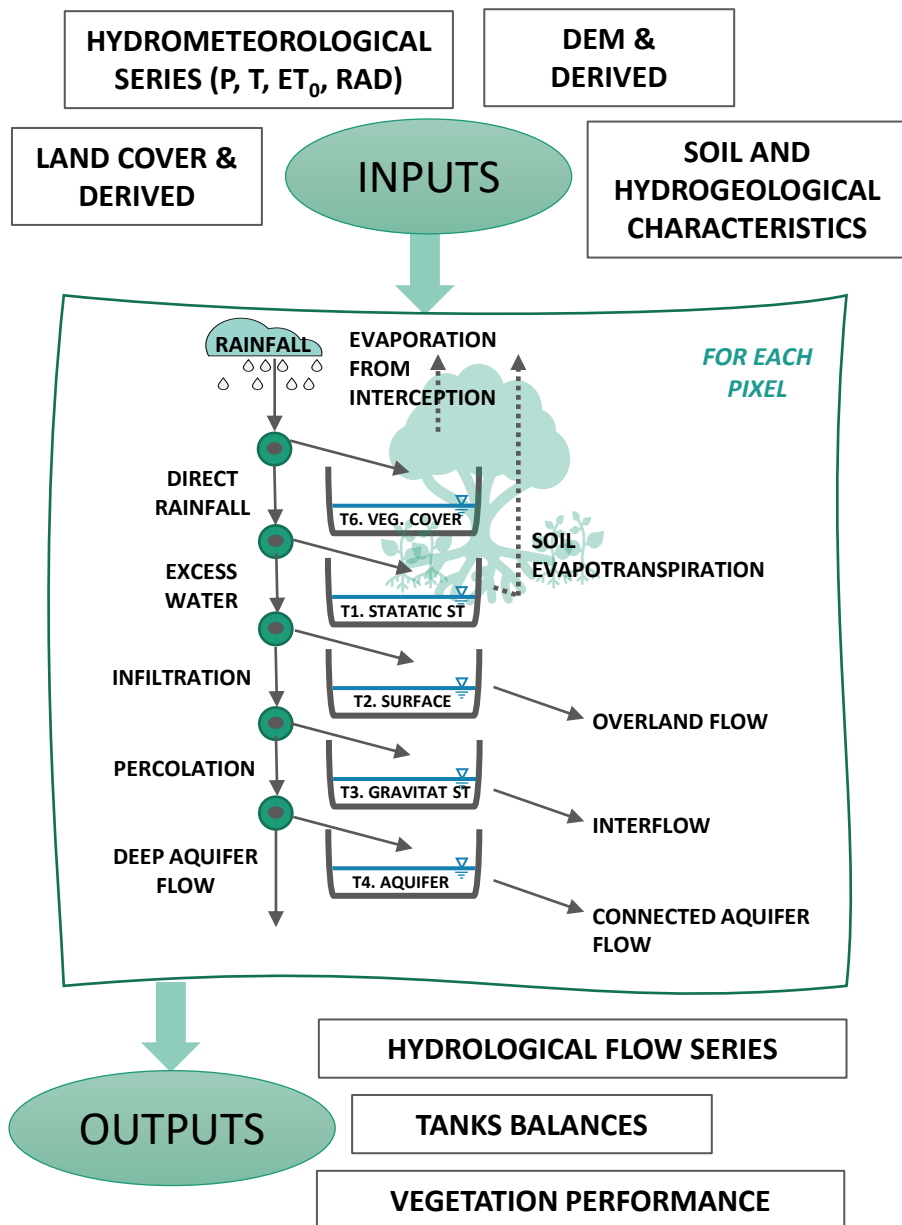 HYDROMETEOROLOGICAL
SERIES (P, T, ET₀, RAD)
DEM &
DERIVED
LAND COVER &
DERIVED
INPUTS
SOIL AND
HYDROGEOLOGICAL
CHARACTERISTICS
RAINFALL
EVAPORATION
FROM
INTERCEPTION
FOR EACH
PIXEL
DIRECT
RAINFALL
T6. VEG. COVER
SOIL
EVAPOTRANSPIRATION
EXCESS
WATER
T1. STATATIC ST
INFILTRATION
T2. SURFACE
OVERLAND FLOW
PERCOLATION
T3. GRAVITAT ST
INTERFLOW
DEEP AQUIFER
FLOW
T4. AQUIFER
CONNECTED AQUIFER
FLOW
HYDROLOGICAL FLOW SERIES
OUTPUTS
TANKS BALANCES
VEGETATION PERFORMANCE